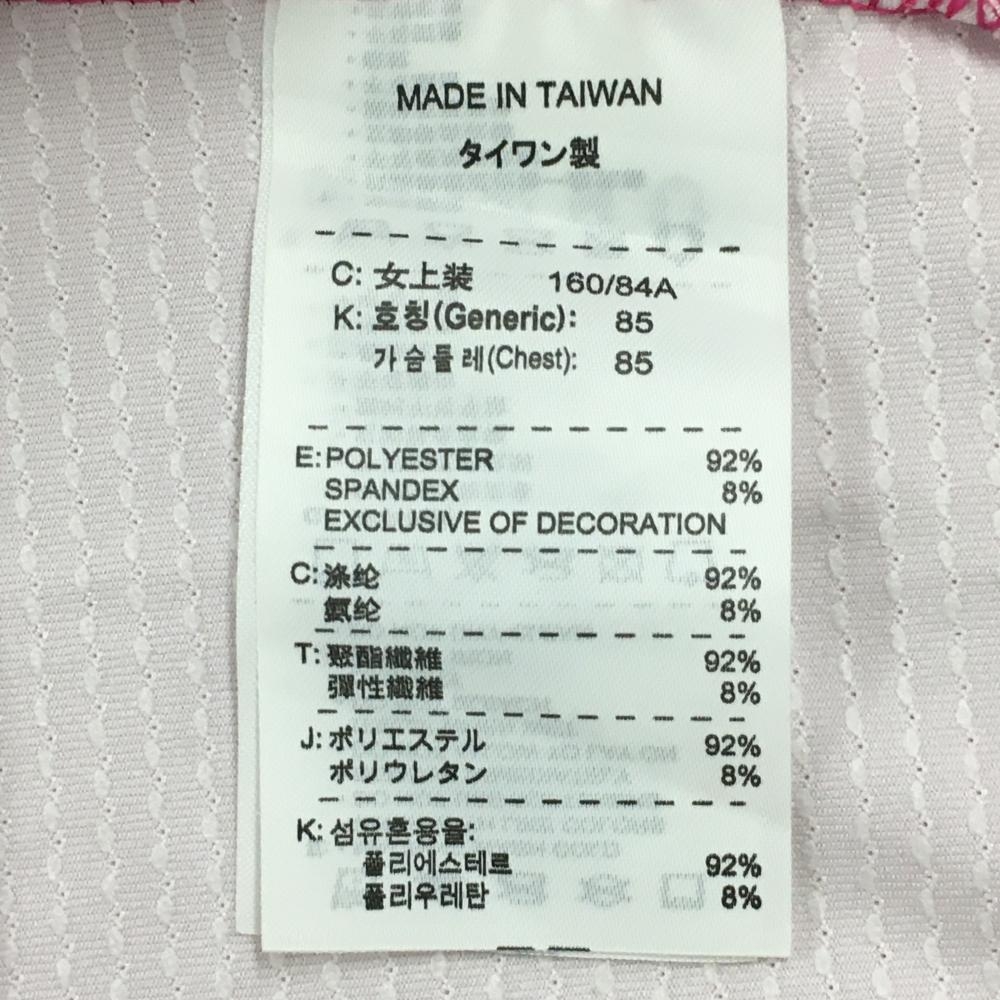 MADE IN TAIWAN
タイワン製
C: 女上装 160/84A
K: 호칭(Generic): 85
가슴둘레(Chest): 85
E: POLYESTER 92%
SPANDEX 8%
EXCLUSIVE OF DECORATION
C: 涤纶 92%
氨纶 8%
T: 聚酯纖維 92%
彈性纖維 8%
J: ポリエステル 92%
ポリウレタン 8%
K: 섬유혼용율:
폴리에스테르 92%
폴리우레탄 8%